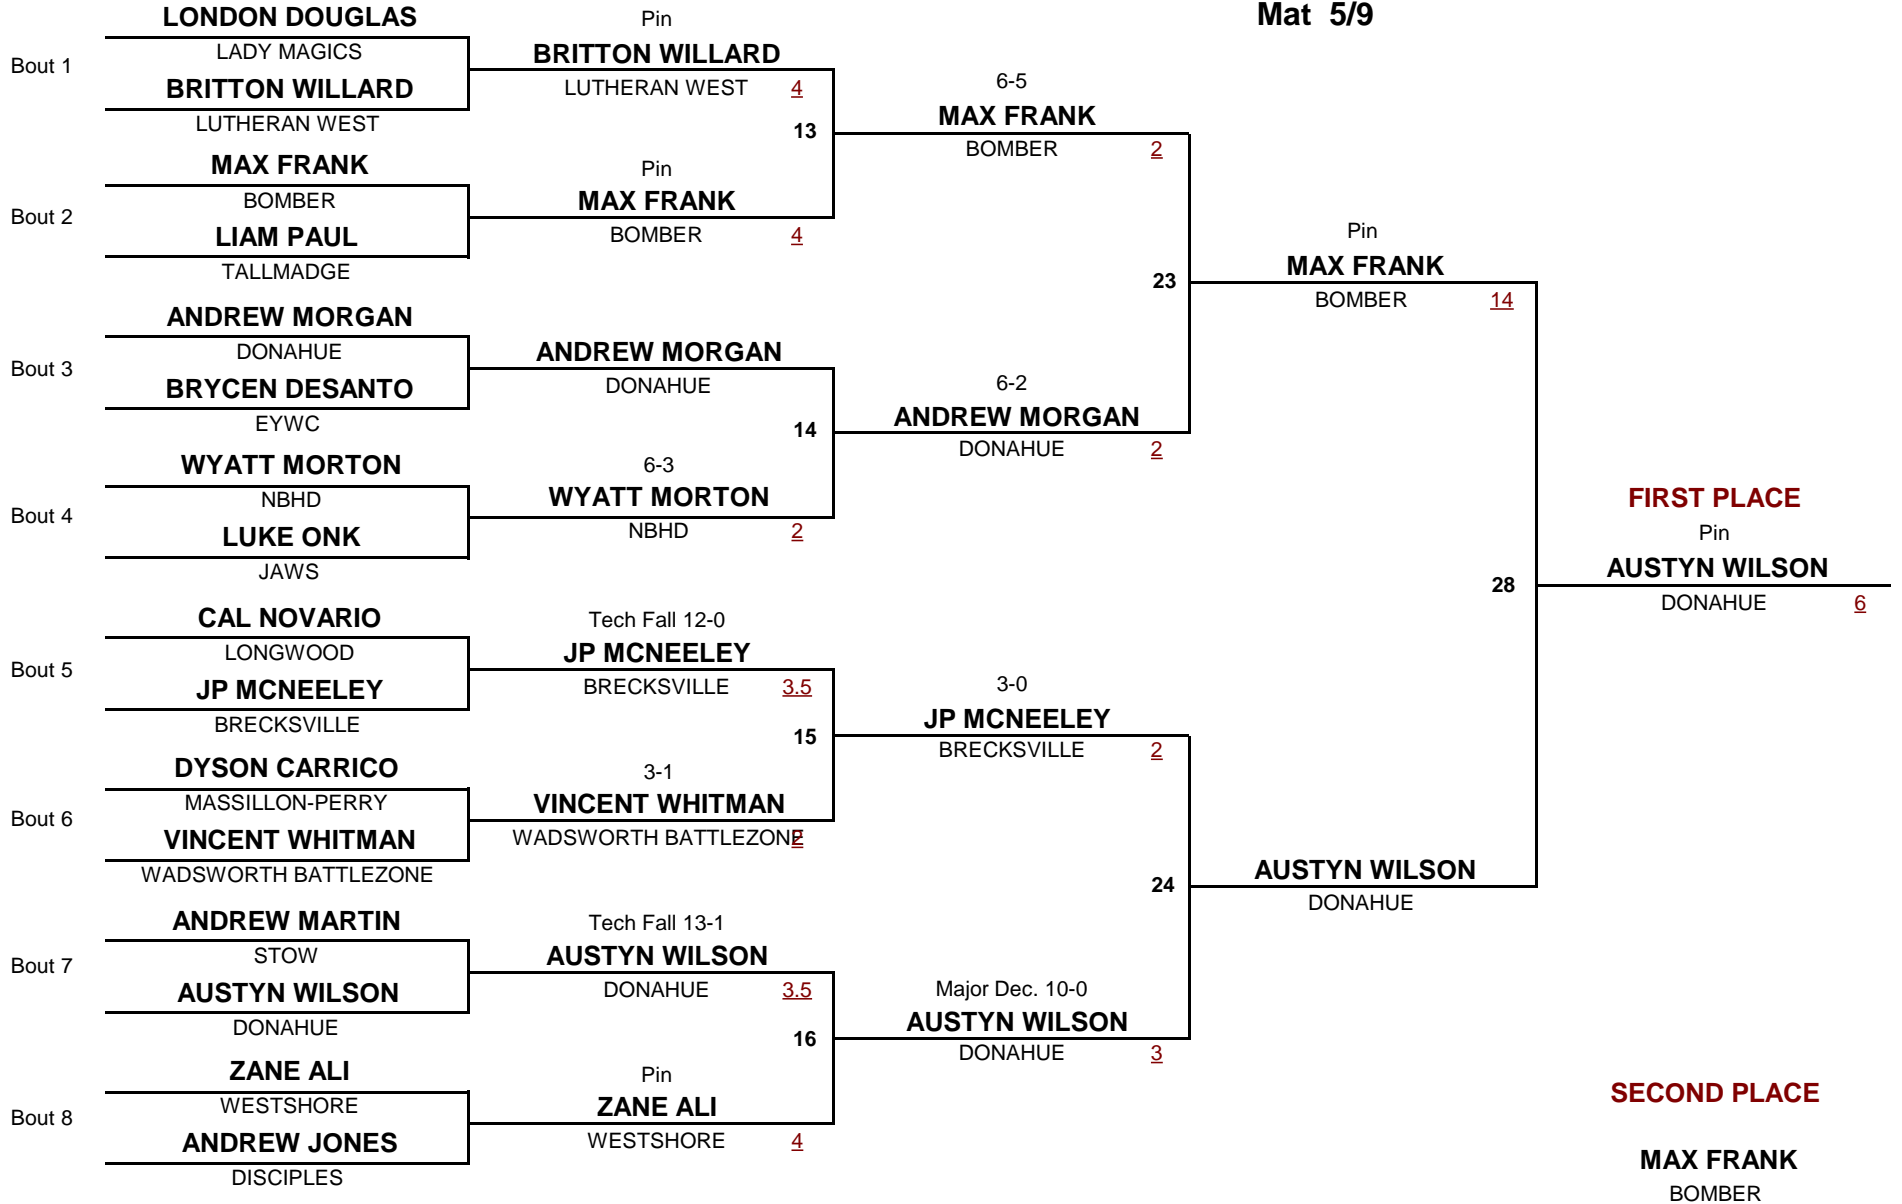 Mat 5/9
LONDON DOUGLAS
LADY MAGICS
Bout 1
BRITTON WILLARD
LUTHERAN WEST
MAX FRANK
BOMBER
Bout 2
LIAM PAUL
TALLMADGE
ANDREW MORGAN
DONAHUE
Bout 3
BRYCEN DESANTO
EYWC
WYATT MORTON
NBHD
Bout 4
LUKE ONK
JAWS
CAL NOVARIO
LONGWOOD
Bout 5
JP MCNEELEY
BRECKSVILLE
DYSON CARRICO
MASSILLON-PERRY
Bout 6
VINCENT WHITMAN
WADSWORTH BATTLEZONE
ANDREW MARTIN
STOW
Bout 7
AUSTYN WILSON
DONAHUE
ZANE ALI
WESTSHORE
Bout 8
ANDREW JONES
DISCIPLES
Pin
BRITTON WILLARD
LUTHERAN WEST 4
13
Pin
MAX FRANK
BOMBER 4
ANDREW MORGAN
DONAHUE
14
6-3
WYATT MORTON
NBHD 2
Tech Fall 12-0
JP MCNEELEY
BRECKSVILLE 3.5
15
3-1
VINCENT WHITMAN
WADSWORTH BATTLEZONE 2
Tech Fall 13-1
AUSTYN WILSON
DONAHUE 3.5
16
Pin
ZANE ALI
WESTSHORE 4
6-5
MAX FRANK
BOMBER 2
23
6-2
ANDREW MORGAN
DONAHUE 2
3-0
JP MCNEELEY
BRECKSVILLE 2
24
Major Dec. 10-0
AUSTYN WILSON
DONAHUE 3
Pin
MAX FRANK
BOMBER 14
28
AUSTYN WILSON
DONAHUE
FIRST PLACE
Pin
AUSTYN WILSON
DONAHUE 6
SECOND PLACE
MAX FRANK
BOMBER